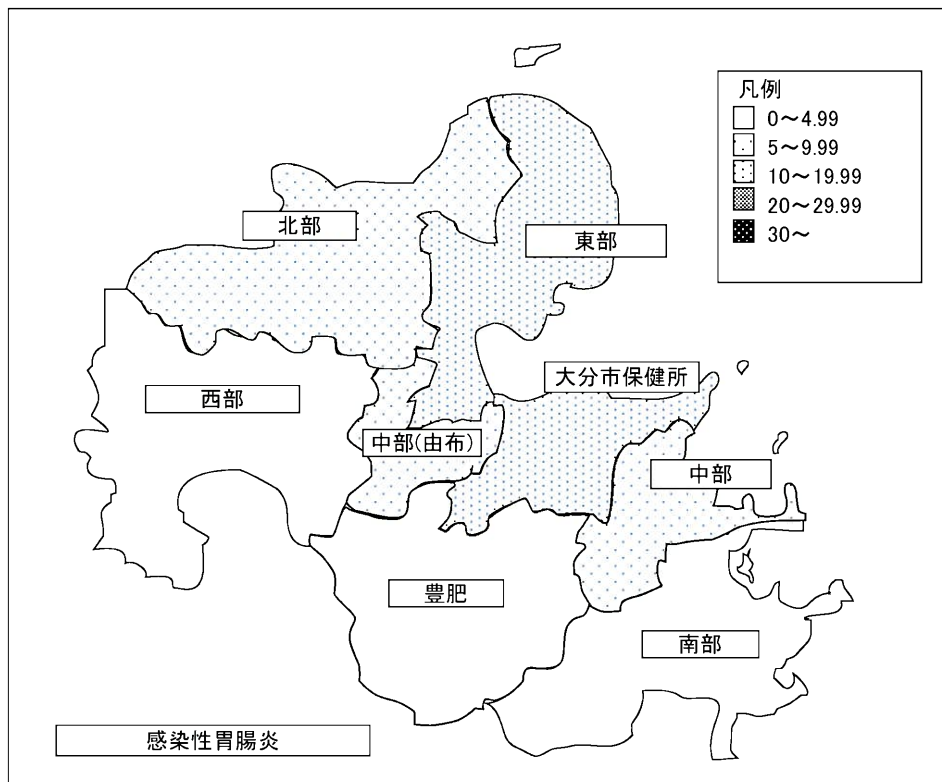 凡例
0～4.99
5～9.99
10～19.99
20～29.99
30～
北部
東部
大分市保健所
西部
中部(由布)
中部
豊肥
南部
感染性胃腸炎